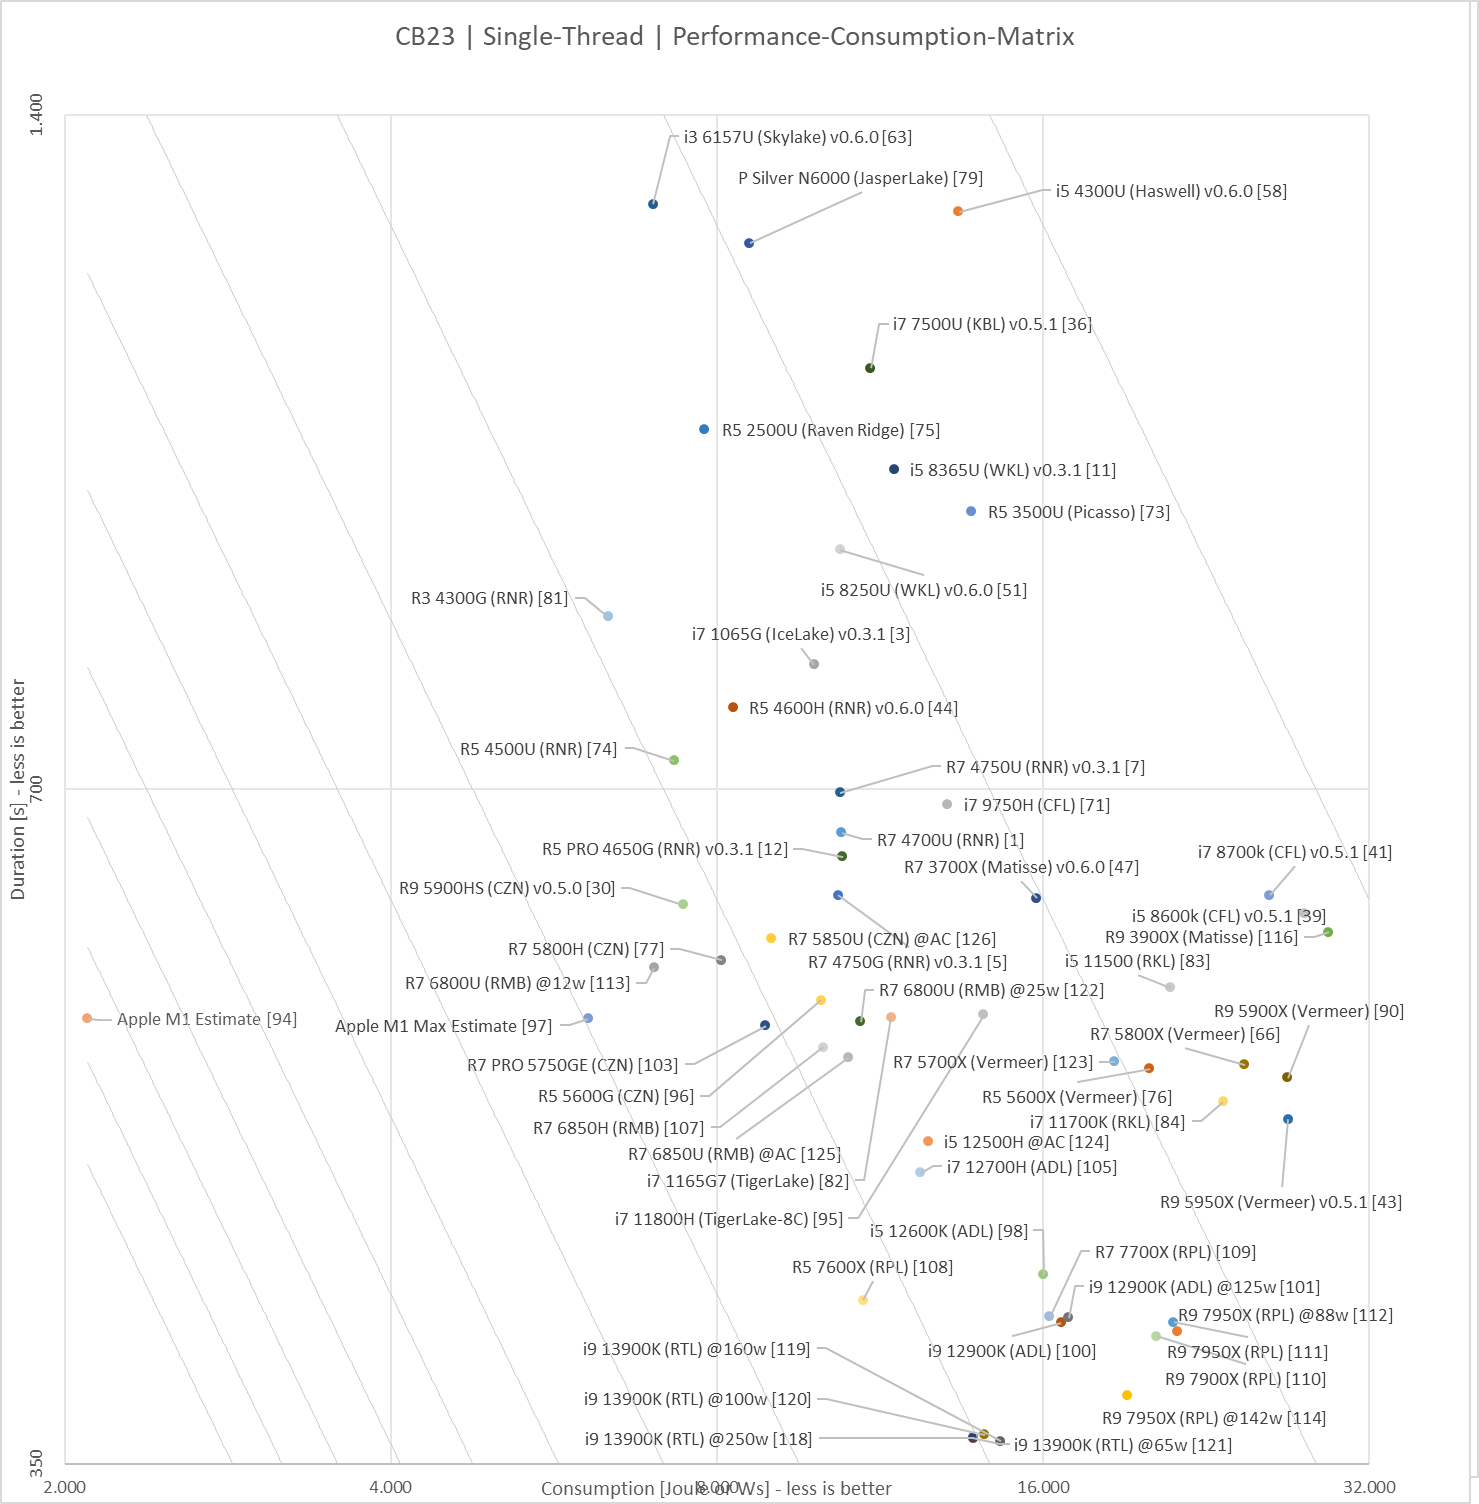 CB23 | Single-Thread | Performance-Consumption-Matrix
1.400
i3 6157U (Skylake) v0.6.0 [63]
P Silver N6000 (JasperLake) [79]
i5 4300U (Haswell) v0.6.0 [58]
i7 7500U (KBL) v0.5.1 [36]
R5 2500U (Raven Ridge) [75]
i5 8365U (WKL) v0.3.1 [11]
R5 3500U (Picasso) [73]
i5 8250U (WKL) v0.6.0 [51]
R3 4300G (RNR) [81]
i7 1065G (IceLake) v0.3.1 [3]
R5 4600H (RNR) v0.6.0 [44]
R5 4500U (RNR) [74]
R7 4750U (RNR) v0.3.1 [7]
Duration [s] - less is better
700
i7 9750H (CFL) [71]
R7 4700U (RNR) [1]
R5 PRO 4650G (RNR) v0.3.1 [12]
i7 8700k (CFL) v0.5.1 [41]
R7 3700X (Matisse) v0.6.0 [47]
R9 5900HS (CZN) v0.5.0 [30]
i5 8600k (CFL) v0.5.1 [39]
R9 3900X (Matisse) [116]
R7 5850U (CZN) @AC [126]
R7 5800H (CZN) [77]
R7 4750G (RNR) v0.3.1 [5]
i5 11500 (RKL) [83]
R7 6800U (RMB) @12w [113]
R7 6800U (RMB) @25w [122]
R9 5900X (Vermeer) [90]
Apple M1 Estimate [94]
Apple M1 Max Estimate [97]
R7 5800X (Vermeer) [66]
R7 5700X (Vermeer) [123]
R7 PRO 5750GE (CZN) [103]
R5 5600G (CZN) [96]
R5 5600X (Vermeer) [76]
i7 11700K (RKL) [84]
R7 6850H (RMB) [107]
i5 12500H @AC [124]
R7 6850U (RMB) @AC [125]
i7 12700H (ADL) [105]
i7 1165G7 (TigerLake) [82]
R9 5950X (Vermeer) v0.5.1 [43]
i7 11800H (TigerLake-8C) [95]
i5 12600K (ADL) [98]
R7 7700X (RPL) [109]
R5 7600X (RPL) [108]
i9 12900K (ADL) @125w [101]
R9 7950X (RPL) @88w [112]
i9 13900K (RTL) @160w [119]
i9 12900K (ADL) [100]
R9 7950X (RPL) [111]
R9 7900X (RPL) [110]
i9 13900K (RTL) @100w [120]
R9 7950X (RPL) @142w [114]
i9 13900K (RTL) @250w [118]
i9 13900K (RTL) @65w [121]
350
2.000
4.000
8.000
16.000
32.000
Consumption [Joule or Ws] - less is better